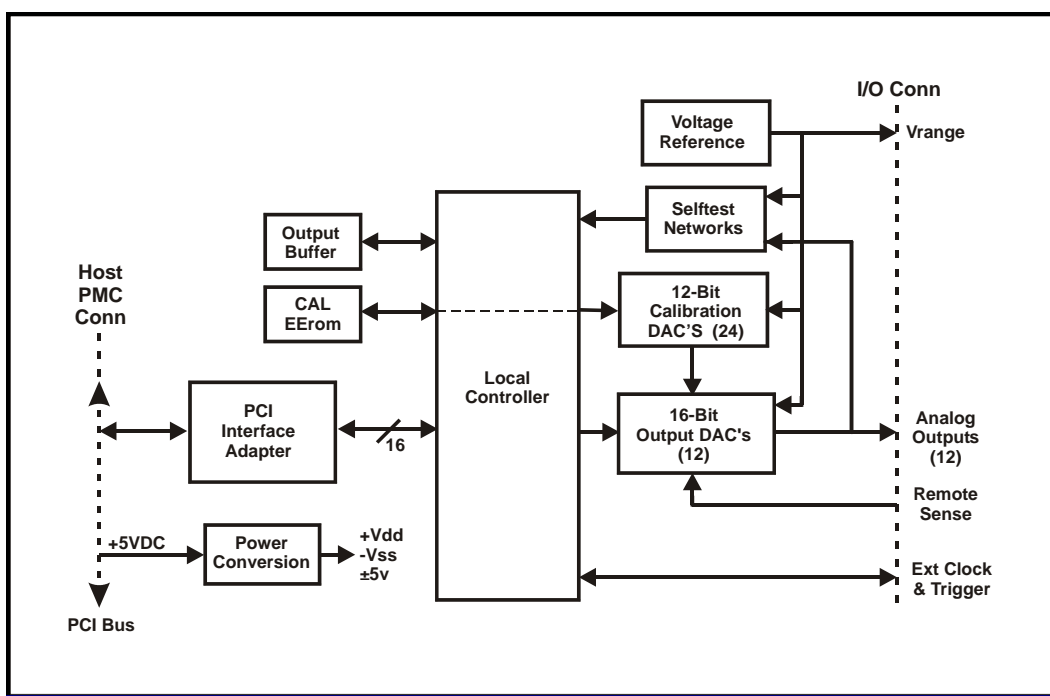 I/O Conn
Voltage
Reference
Vrange
Selftest
Networks
Output
Buffer
Host
PMC
Conn
CAL
EErom
12-Bit
Calibration
DAC'S (24)
Local
Controller
PCI
Interface
Adapter
16
16-Bit
Output DAC's
(12)
Analog
Outputs
(12)
Remote
Sense
+5VDC
Power
Conversion
+Vdd
-Vss
±5v
Ext Clock
& Trigger
PCI Bus